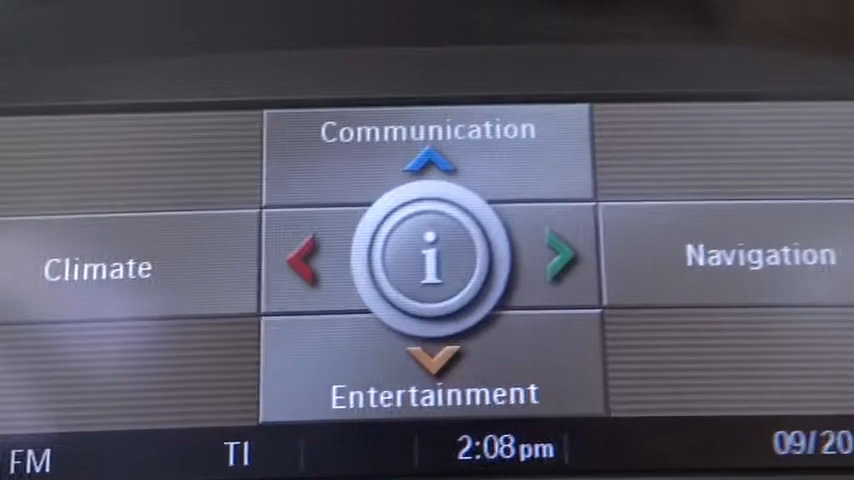 Communication
Climate
i
Navigation
Entertainment
FM TI 2:08pm 09/20